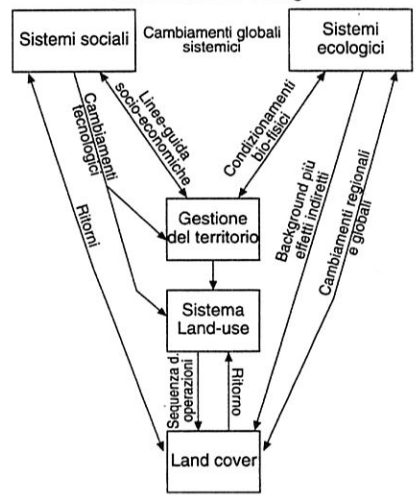 Sistemi sociali
Cambiamenti globali
sistemici
Sistemi
ecologici
Cambiamenti
tecnologici
Linee-guida
socio-economiche
Condizionamenti
bio-fisici
Ritorni
Background più
effetti indiretti
Cambiamenti regionali
e globali
Gestione
del territorio
Sistema
Land-use
Sequenza d.
operazioni
Ritorno
Land cover